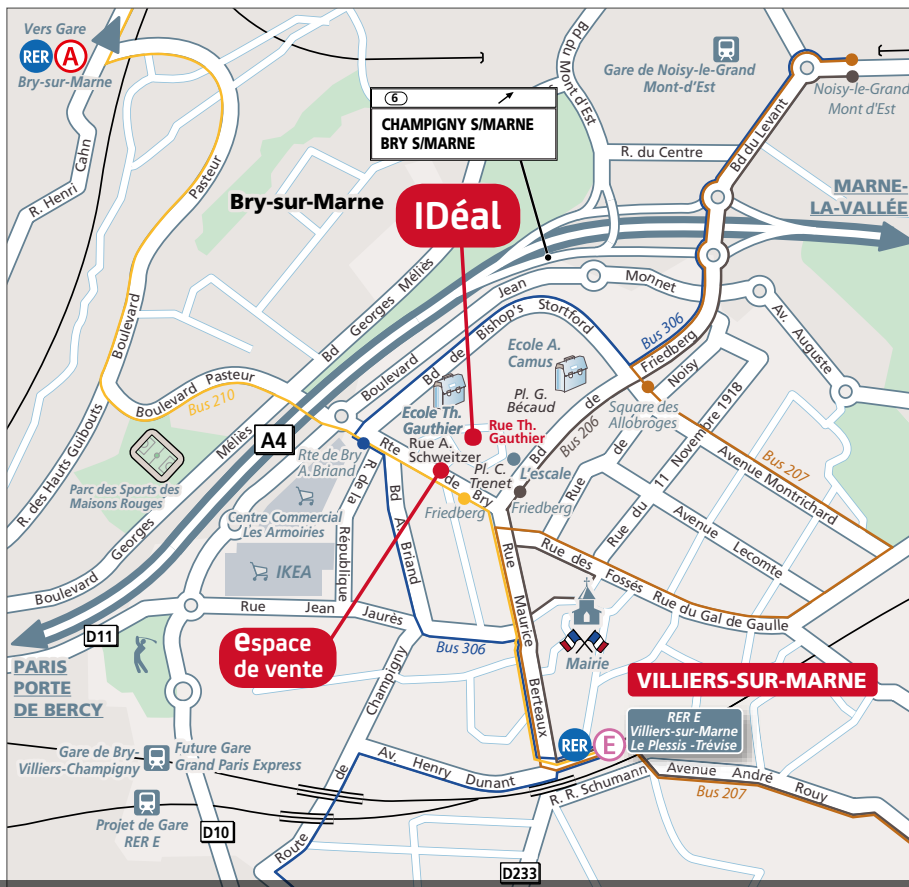 Vers Gare
RER A
Bry-sur-Marne
R. Henri Cahn
Boulevard
Pasteur
Bry-sur-Marne
6
CHAMPIGNY S/MARNE
BRY S/MARNE
Bd du Mont d'Est
Gare de Noisy-le-Grand
Mont-d'Est
Noisy-le-Grand
Mont d'Est
R. du Centre
Bd du Levant
MARNE-
LA-VALLÉE
IDéal
Bd Georges Méliès
Boulevard Jean Monnet
Bd de Bishop's Stortford
Av. Auguste
Bus 306
Bd de Friedberg
Bus 206
Ecole A.
Camus
Pl. G.
Bécaud
Ecole Th.
Gauthier
Rue Th.
Gauthier
Rue A.
Schweitzer
Pl. C.
Trenet
L'escale
Friedberg
Friedberg
Square des
Allobroges
Rue de Noisy
Rue du 11 Novembre 1918
Bus 207
Avenue Montrichard
Avenue Lecomte
Boulevard Pasteur
Bus 210
R. des Hauts Guibouts
Parc des Sports des
Maisons Rouges
A4
Rte de Bry
A. Briand
Rte de Bry
Bd A. Briand
R. de la République
Centre Commercial
Les Armoiries
IKEA
Boulevard Georges Méliès
Rue Jean Jaurès
D11
PARIS
PORTE
DE BERCY
espace
de vente
Bus 306
Rue Maurice Berteaux
Rue des Fossés
Rue du Gal de Gaulle
Mairie
VILLIERS-SUR-MARNE
RER E
RER E
Villiers-sur-Marne
Le Plessis -Trévise
Gare de Bry-
Villiers-Champigny
Future Gare
Grand Paris Express
Projet de Gare
RER E
Route de Champigny
Av. Henry Dunant
R. R. Schumann
Avenue André Rouy
Bus 207
D10
D233